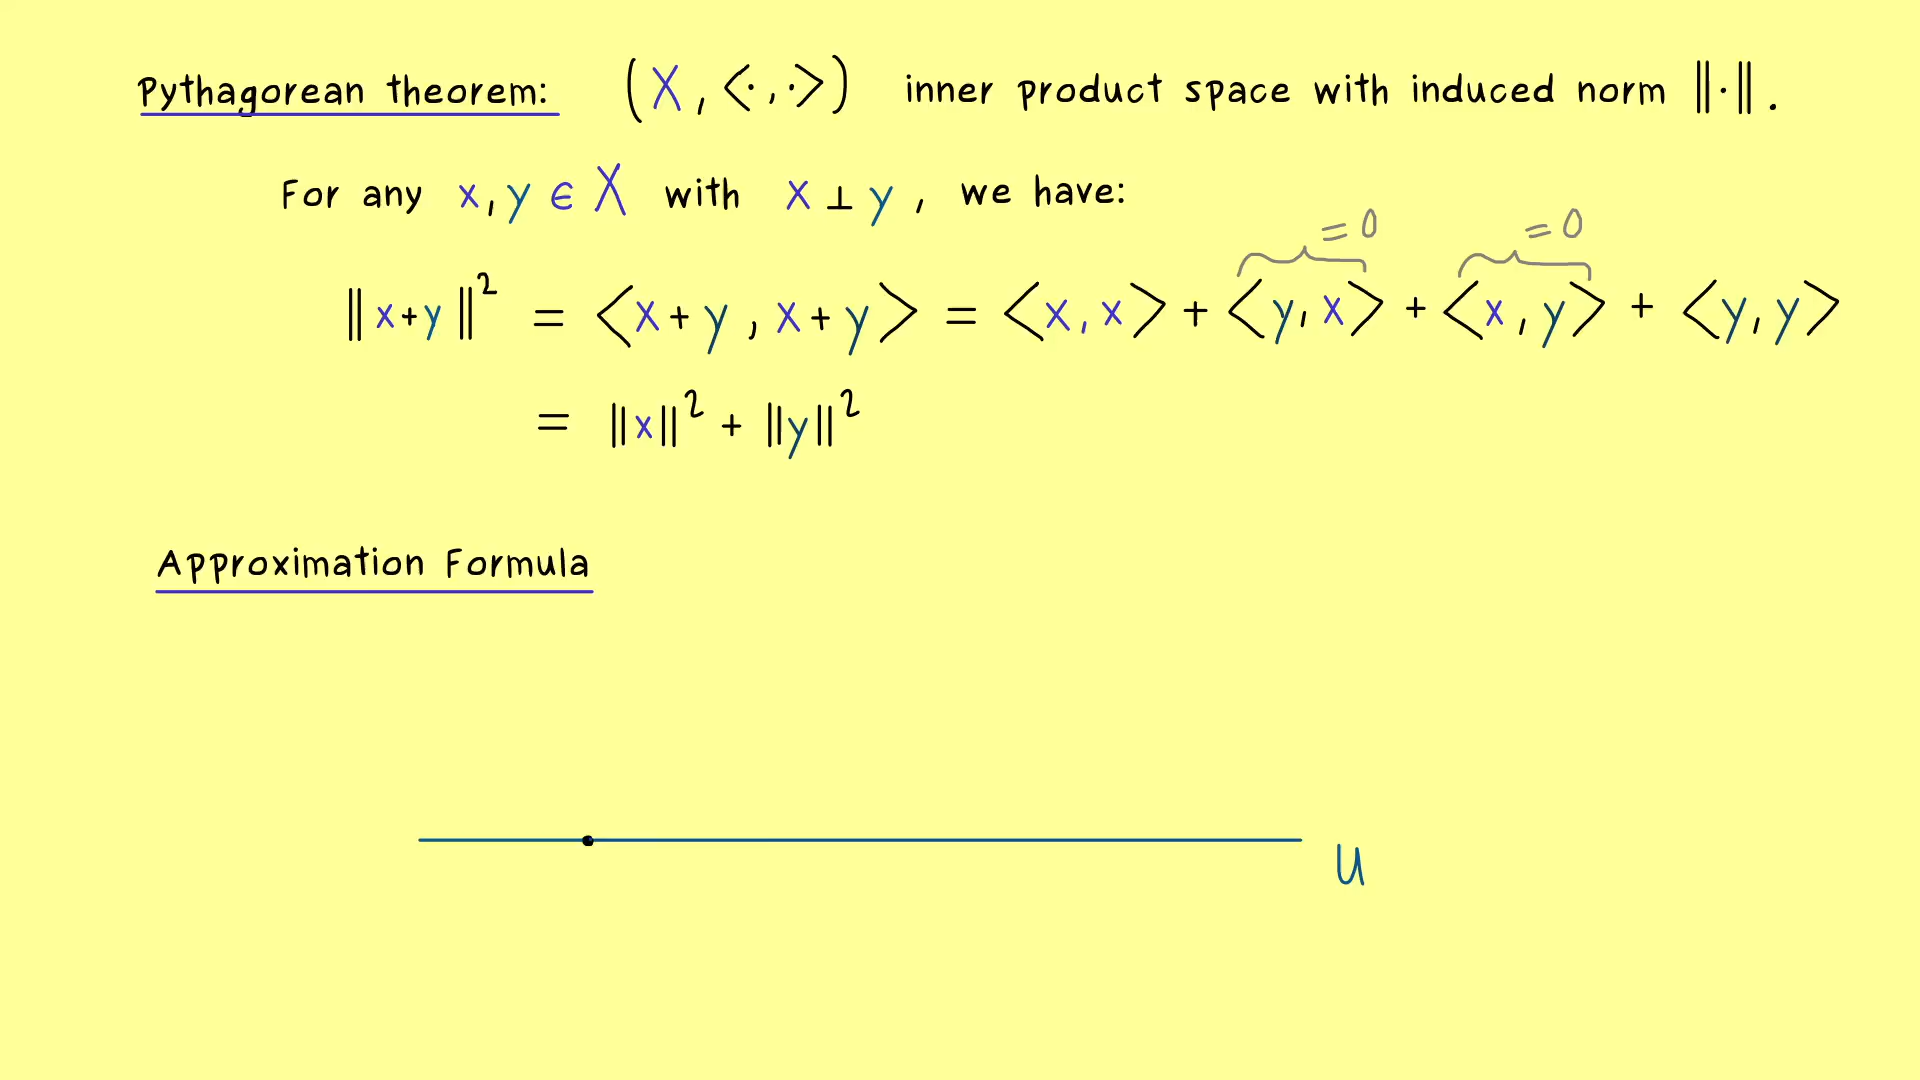 Pythagorean theorem: (X, <·,·>) inner product space with induced norm ‖·‖.
For any x, y ∈ X with x ⊥ y, we have:
= 0 = 0
‖x+y‖² = <x+y, x+y> = <x, x> + <y, x> + <x, y> + <y, y>
= ‖x‖² + ‖y‖²
Approximation Formula
U